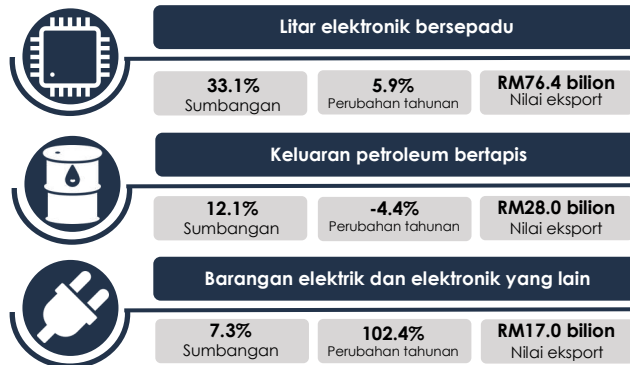 Litar elektronik bersepadu
33.1%
Sumbangan
5.9%
Perubahan tahunan
RM76.4 bilion
Nilai eksport
Keluaran petroleum bertapis
12.1%
Sumbangan
-4.4%
Perubahan tahunan
RM28.0 bilion
Nilai eksport
Barangan elektrik dan elektronik yang lain
7.3%
Sumbangan
102.4%
Perubahan tahunan
RM17.0 bilion
Nilai eksport